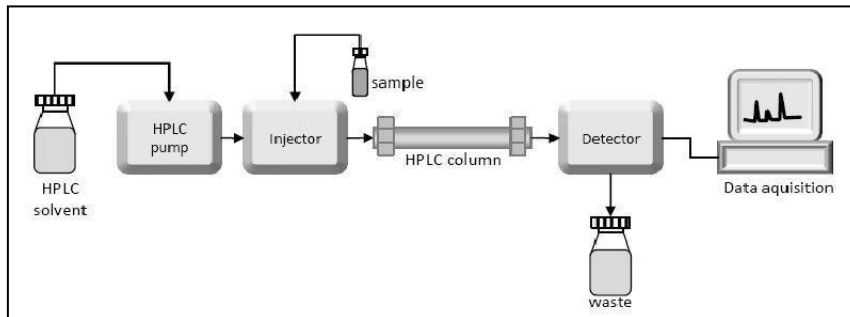 sample
HPLC
pump
Injector
Detector
HPLC column
HPLC
solvent
Data aquisition
waste